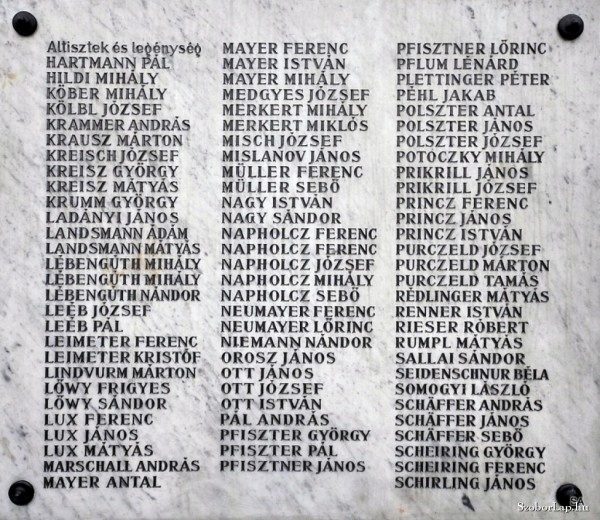 Altisztek és legénység
HARTMANN PÁL
HILDI MIHÁLY
KÖBER MIHÁLY
KÖLBL JÓZSEF
KRAMMER ANDRÁS
KRAUSZ MÁRTON
KREISCH JÓZSEF
KREISZ GYÖRGY
KREISZ MÁTYÁS
KRUMM GYÖRGY
LADÁNYI JÁNOS
LANDSMANN ÁDÁM
LANDSMANN MÁTYÁS
LÉBENGÜTH MIHÁLY
LÉBENGÜTH MIHÁLY
LÉBENGUTH NÁNDOR
LEÉB JÓZSEF
LEÉB PÁL
LEIMETER FERENC
LEIMETER KRISTÓF
LINDVURM MÁRTON
LŐWY FRIGYES
LŐWY SÁNDOR
LUX FERENC
LUX JÁNOS
LUX MÁTYÁS
MARSCHALL ANDRÁS
MAYER ANTAL
MAYER FERENC
MAYER ISTVÁN
MAYER MIHÁLY
MEDGYES JÓZSEF
MERKERT MIHÁLY
MERKERT MIKLÓS
MISCH JÓZSEF
MISLANOV JÁNOS
MÜLLER FERENC
MÜLLER SEBŐ
NAGY ISTVÁN
NAGY SÁNDOR
NAPHOLCZ FERENC
NAPHOLCZ FERENC
NAPHOLCZ JÓZSEF
NAPHOLCZ MIHÁLY
NAPHOLCZ SEBŐ
NEUMAYER FERENC
NEUMAYER LŐRINC
NIEMANN NÁNDOR
OROSZ JÁNOS
OTT JÁNOS
OTT JÓZSEF
OTT ISTVÁN
PÁL ANDRÁS
PFISZTER GYÖRGY
PFISZTER PÁL
PFISZTNER JÁNOS
PFISZTNER LŐRINC
PFLUM LÉNÁRD
PLETTINGER PÉTER
PÉHL JAKAB
POLSZTER ANTAL
POLSZTER JÁNOS
POLSZTER JÓZSEF
POTOCZKY MIHÁLY
PRIKRILL JÁNOS
PRIKRILL JÓZSEF
PRINCZ FERENC
PRINCZ JÁNOS
PRINCZ ISTVÁN
PURCZELD JÓZSEF
PURCZELD MÁRTON
PURCZELD TAMÁS
RÉDLINGER MÁTYÁS
RENNER ISTVÁN
RIESER RÓBERT
RUMPL MÁTYÁS
SALLAI SÁNDOR
SEIDENSCHNUR BÉLA
SOMOGYI LÁSZLÓ
SCHÄFFER ANDRÁS
SCHÄFFER JÁNOS
SCHÄFFER SEBŐ
SCHEIRING GYÖRGY
SCHEIRING FERENC
SCHIRLING JÁNOS
SzoborLap.hu